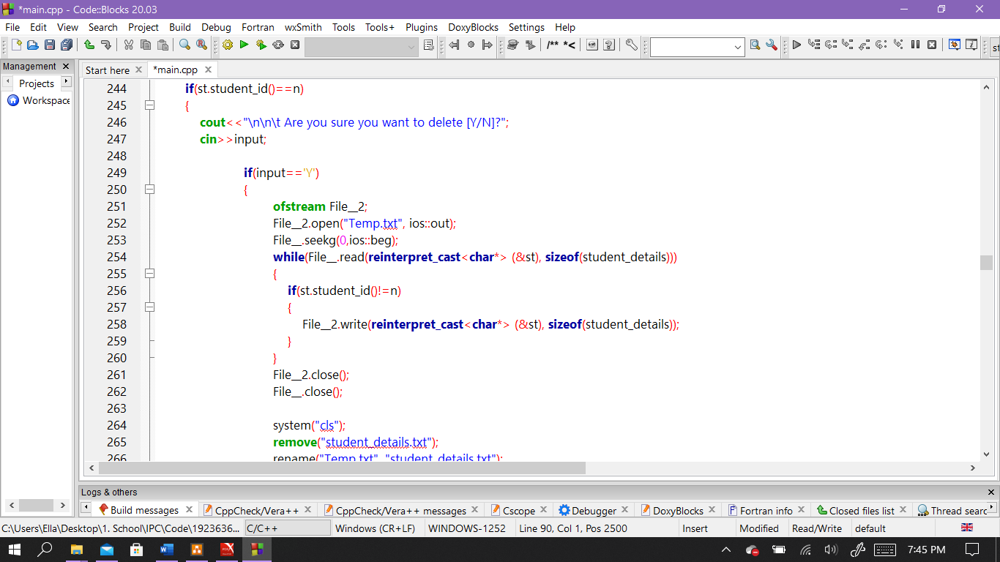 *main.cpp - Code::Blocks 20.03
File Edit View Search Project Build Debug Fortran wxSmith Tools Tools+ Plugins DoxyBlocks Settings Help
/** *<
Management
Start here *main.cpp
Projects
Workspace
244 if(st.student_id()==n)
245 {
246 cout<<"\n\n\t Are you sure you want to delete [Y/N]?";
247 cin>>input;
248
249 if(input=='Y')
250 {
251 ofstream File__2;
252 File__2.open("Temp.txt", ios::out);
253 File__.seekg(0,ios::beg);
254 while(File__.read(reinterpret_cast<char*> (&st), sizeof(student_details)))
255 {
256 if(st.student_id()!=n)
257 {
258 File__2.write(reinterpret_cast<char*> (&st), sizeof(student_details));
259 }
260 }
261 File__2.close();
262 File__.close();
263
264 system("cls");
265 remove("student_details.txt");
266 rename("Temp.txt", "student_details.txt");
Logs & others
Build messages CppCheck/Vera++ CppCheck/Vera++ messages Cscope Debugger DoxyBlocks Fortran info Closed files list Thread searc
C:\Users\Ella\Desktop\1. School\IPC\Code\1923636... C/C++ Windows (CR+LF) WINDOWS-1252 Line 90, Col 1, Pos 2500 Insert Modified Read/Write default
7:45 PM